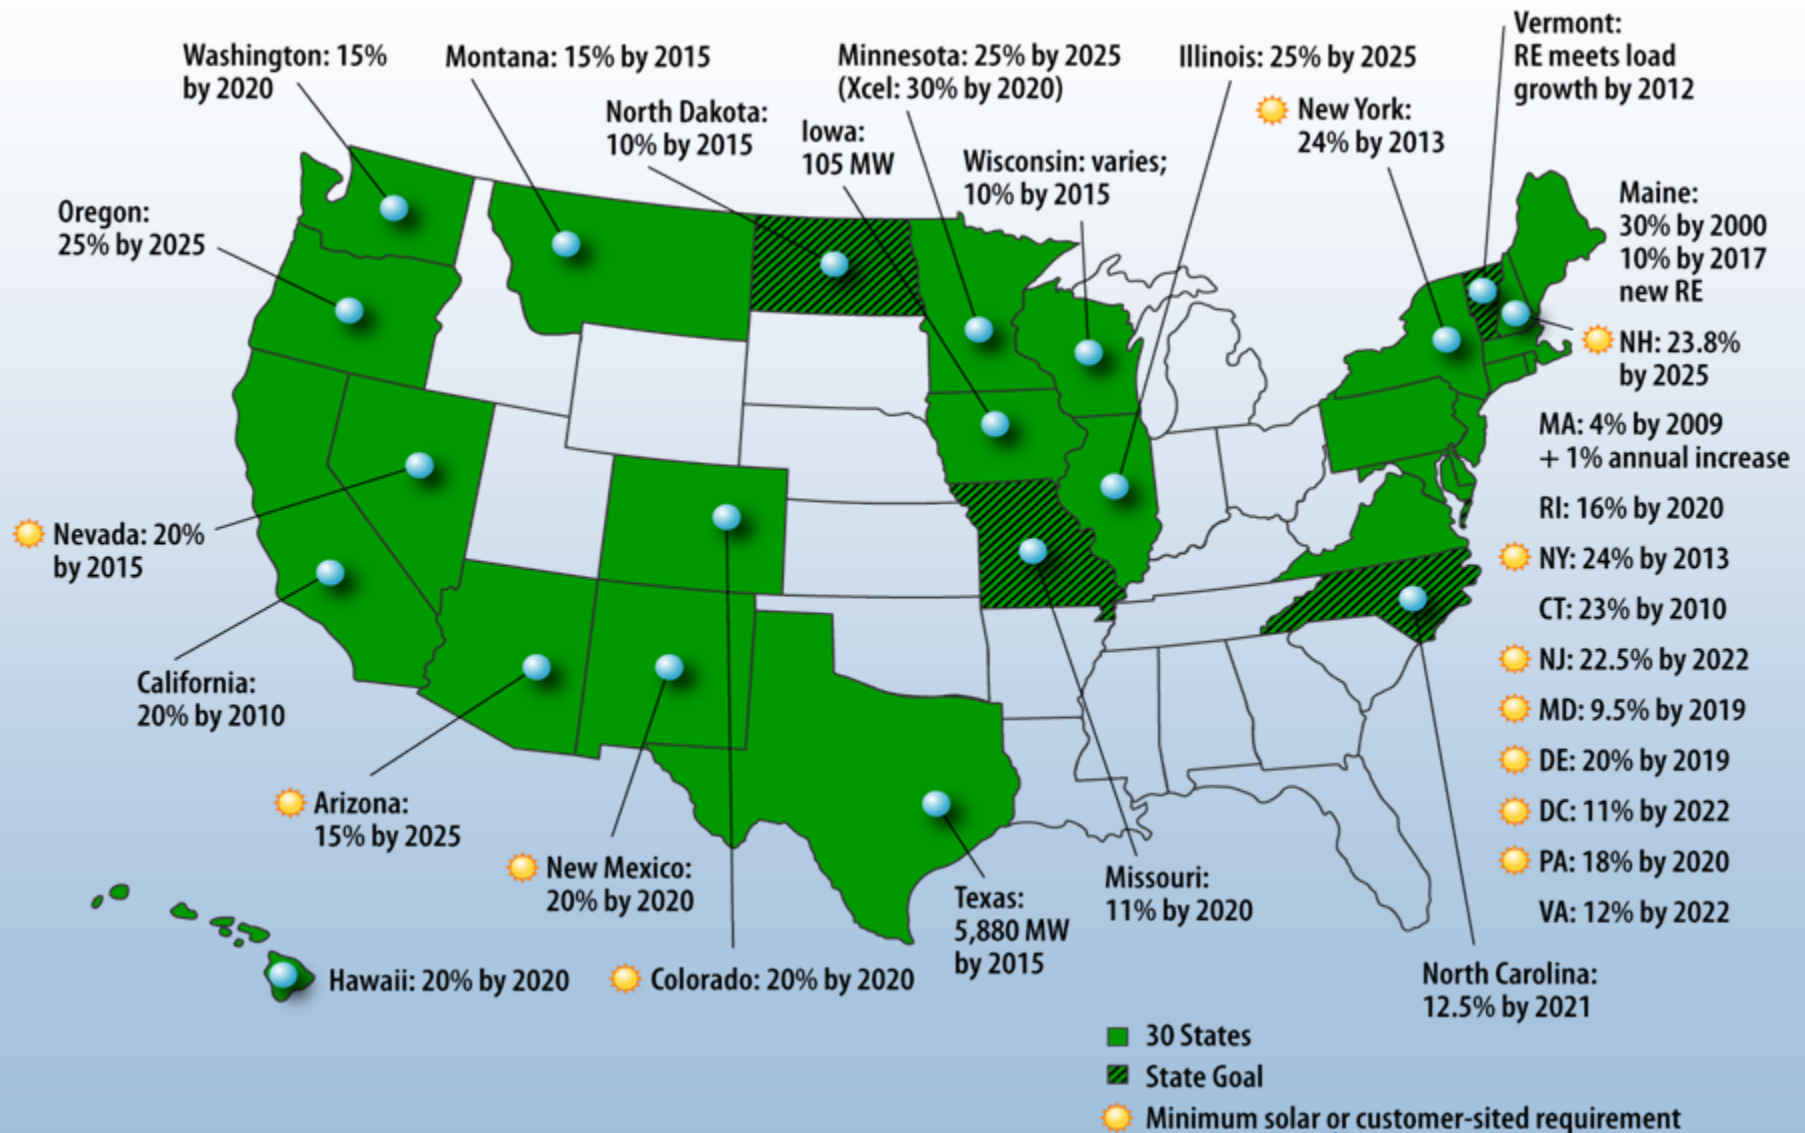 Washington: 15%
by 2020
Montana: 15% by 2015
North Dakota:
10% by 2015
Minnesota: 25% by 2025
(Xcel: 30% by 2020)
Iowa:
105 MW
Wisconsin: varies;
10% by 2015
Illinois: 25% by 2025
New York:
24% by 2013
Vermont:
RE meets load
growth by 2012
Oregon:
25% by 2025
Maine:
30% by 2000
10% by 2017
new RE
NH: 23.8%
by 2025
MA: 4% by 2009
+ 1% annual increase
RI: 16% by 2020
NY: 24% by 2013
CT: 23% by 2010
NJ: 22.5% by 2022
MD: 9.5% by 2019
DE: 20% by 2019
DC: 11% by 2022
PA: 18% by 2020
VA: 12% by 2022
Nevada: 20%
by 2015
California:
20% by 2010
Arizona:
15% by 2025
New Mexico:
20% by 2020
Texas:
5,880 MW
by 2015
Missouri:
11% by 2020
Hawaii: 20% by 2020
Colorado: 20% by 2020
North Carolina:
12.5% by 2021
30 States
State Goal
Minimum solar or customer-sited requirement